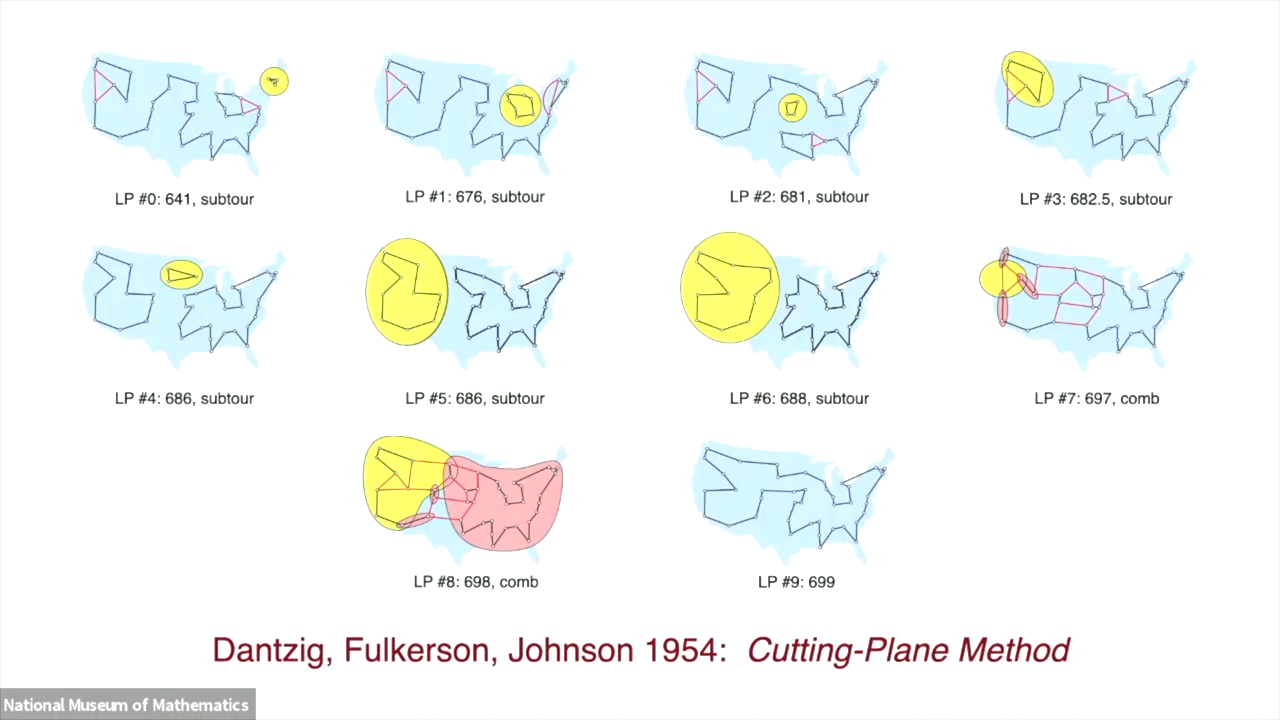 LP #0: 641, subtour
LP #1: 676, subtour
LP #2: 681, subtour
LP #3: 682.5, subtour
LP #4: 686, subtour
LP #5: 686, subtour
LP #6: 688, subtour
LP #7: 697, comb
LP #8: 698, comb
LP #9: 699
Dantzig, Fulkerson, Johnson 1954: Cutting-Plane Method
National Museum of Mathematics